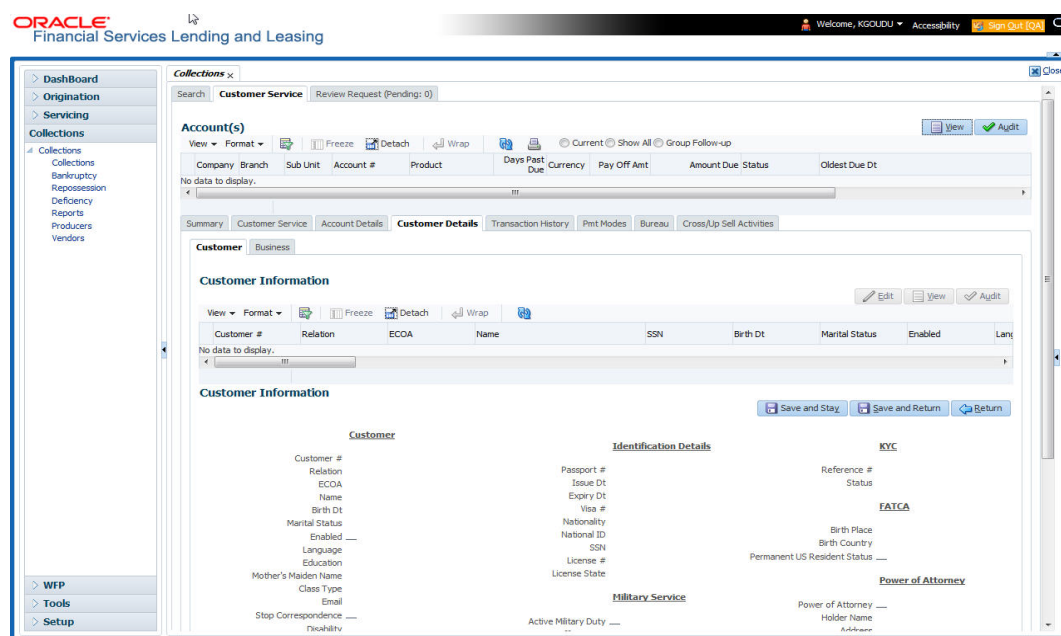 ORACLE
Financial Services Lending and Leasing
Welcome, KGOUDU Accessibility Sign Out [QA]
Close
DashBoard
Origination
Servicing
Collections
Collections
Collections
Bankruptcy
Repossession
Deficiency
Reports
Producers
Vendors
WFP
Tools
Setup
Collections
Search Customer Service Review Request (Pending: 0)
Account(s)
View Audit
View Format Freeze Detach Wrap Current Show All Group Follow-up
Company Branch Sub Unit Account # Product Days Past Due Currency Pay Off Amt Amount Due Status Oldest Due Dt
No data to display.
Summary Customer Service Account Details Customer Details Transaction History Pmt Modes Bureau Cross/Up Sell Activities
Customer Business
Customer Information
Edit View Audit
View Format Freeze Detach Wrap
Customer # Relation ECOA Name SSN Birth Dt Marital Status Enabled Lang
No data to display.
Customer Information
Save and Stay Save and Return Return
Customer
Customer #
Relation
ECOA
Name
Birth Dt
Marital Status
Enabled
Language
Education
Mother's Maiden Name
Class Type
Email
Stop Correspondence
Disability
Identification Details
Passport #
Issue Dt
Expiry Dt
Visa #
Nationality
National ID
SSN
License #
License State
Military Service
Active Military Duty
KYC
Reference #
Status
FATCA
Birth Place
Birth Country
Permanent US Resident Status
Power of Attorney
Power of Attorney
Holder Name
Address